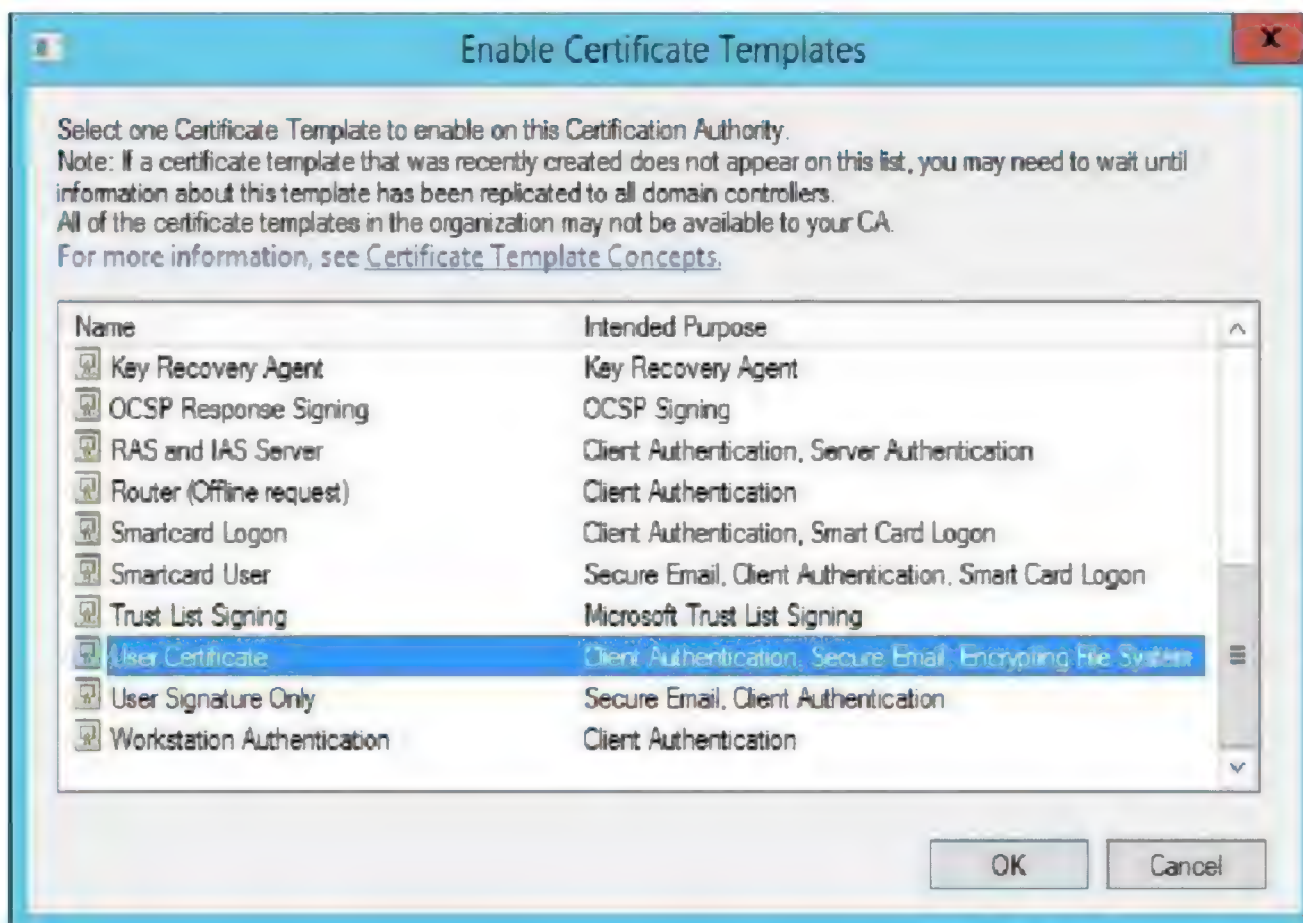 Enable Certificate Templates
X
Select one Certificate Template to enable on this Certification Authority.
Note: If a certificate template that was recently created does not appear on this list, you may need to wait until
information about this template has been replicated to all domain controllers.
All of the certificate templates in the organization may not be available to your CA.
For more information, see Certificate Template Concepts.
Name Intended Purpose
Key Recovery Agent Key Recovery Agent
OCSP Response Signing OCSP Signing
RAS and IAS Server Client Authentication, Server Authentication
Router (Offline request) Client Authentication
Smartcard Logon Client Authentication, Smart Card Logon
Smartcard User Secure Email, Client Authentication, Smart Card Logon
Trust List Signing Microsoft Trust List Signing
User Certificate Client Authentication, Secure Email, Encrypting File System
User Signature Only Secure Email, Client Authentication
Workstation Authentication Client Authentication
OK Cancel